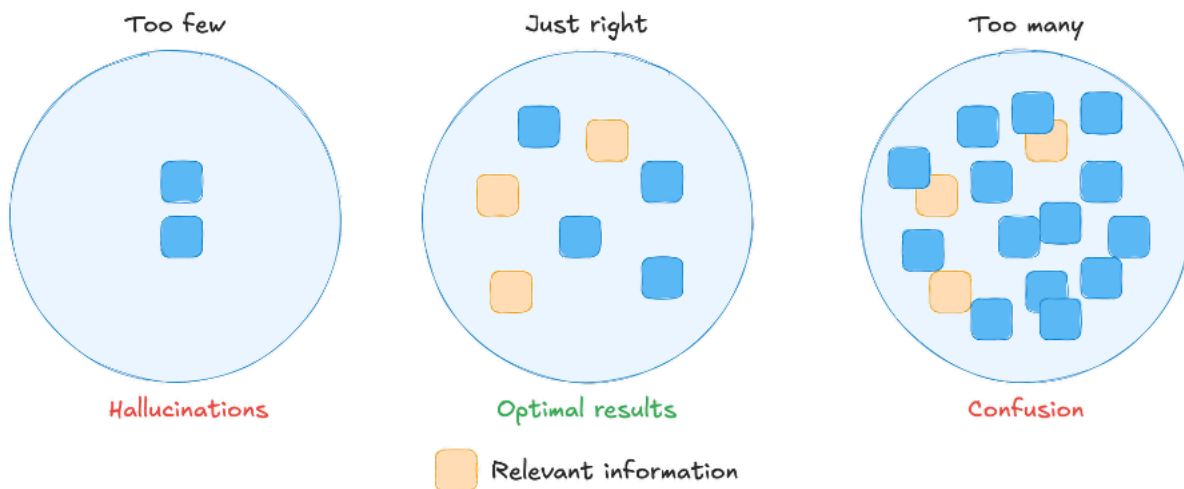 Too few
Just right
Too many
Hallucinations
Optimal results
Confusion
Relevant information